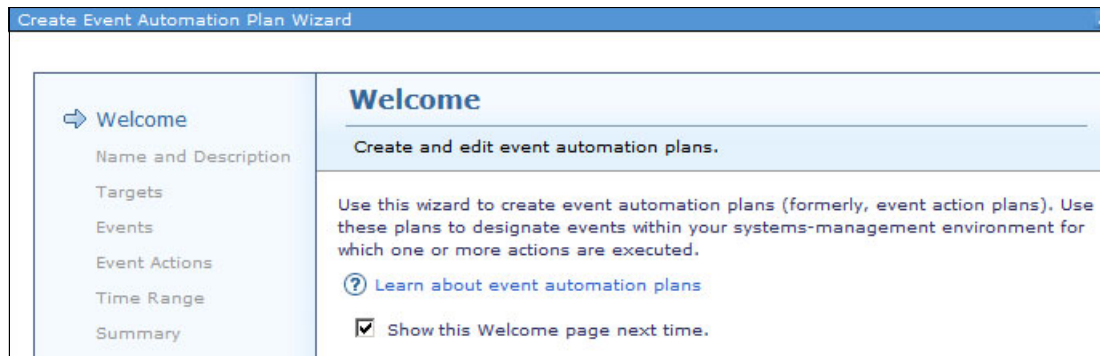 Create Event Automation Plan Wizard
Welcome
Name and Description
Targets
Events
Event Actions
Time Range
Summary
Welcome
Create and edit event automation plans.
Use this wizard to create event automation plans (formerly, event action plans). Use
these plans to designate events within your systems-management environment for
which one or more actions are executed.
? Learn about event automation plans
Show this Welcome page next time.